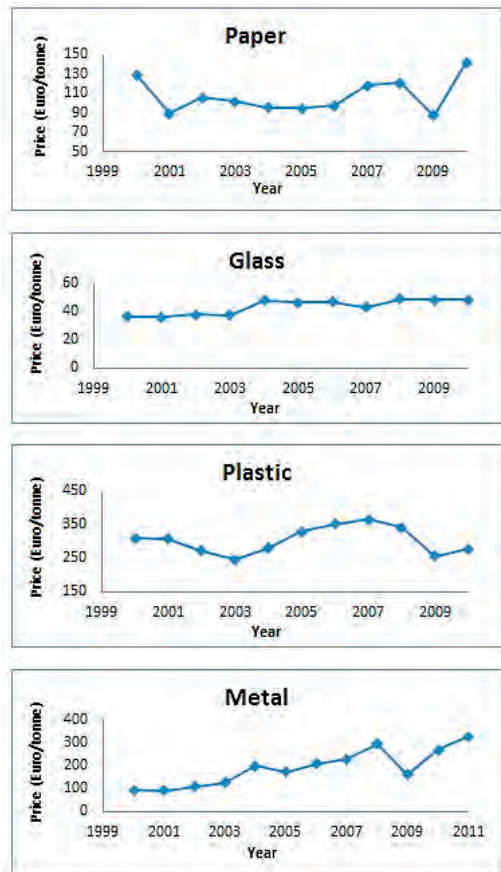 Paper
Price (Euro/tonne)
150
130
110
90
70
50
1999 2001 2003 2005 2007 2009
Year
Glass
Price (Euro/tonne)
60
40
20
0
1999 2001 2003 2005 2007 2009
Year
Plastic
Price (Euro/tonne)
450
350
250
150
1999 2001 2003 2005 2007 2009
Year
Metal
Price (Euro/tonne)
400
300
200
100
0
1999 2001 2003 2005 2007 2009 2011
Year